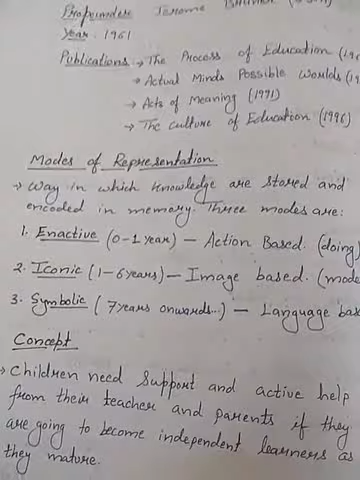 Propounder Jerome Bruner
Year. 1961
Publications → The Process of Education (19
→ Actual Minds Possible Worlds (19
→ Acts of Meaning (1991)
→ The Culture of Education (1996)
Modes of Representation
→ Way in which knowledge are stored and
encoded in memory. Three modes are:
1. Enactive (0-1 year) — Action Based. (doing)
2. Iconic (1-6 years) — Image based. (mode
3. Symbolic (7 years onwards...) — Language bas
Concept
→ Children need support and active help
from their teacher and parents if they
are going to become independent learners as
they mature.